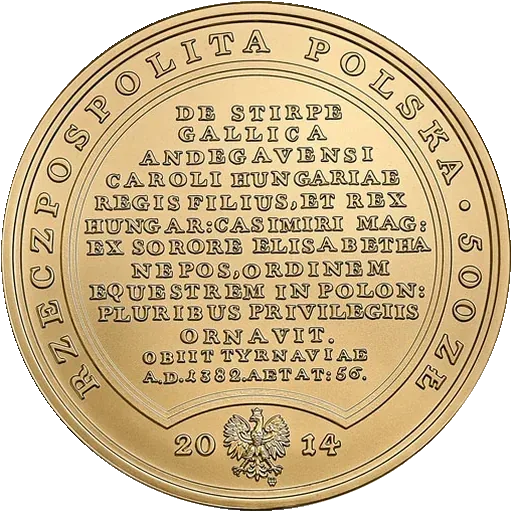 RZECZPOSPOLITA POLSKA · 500 ZŁ
DE STIRPE
GALLICA
ANDEGAVENSI
CAROLI HUNGARIAE
REGIS FILIUS, ET REX
HUNGAR: CASIMIRI MAG:
EX SORORE ELISABETHA
NEPOS, ORDINEM
EQUESTREM IN POLON:
PLURIBUS PRIVILEGIIS
ORNAVIT.
OBIIT TYRNAVIAE
A.D. 1382. AETAT: 56.
20 14